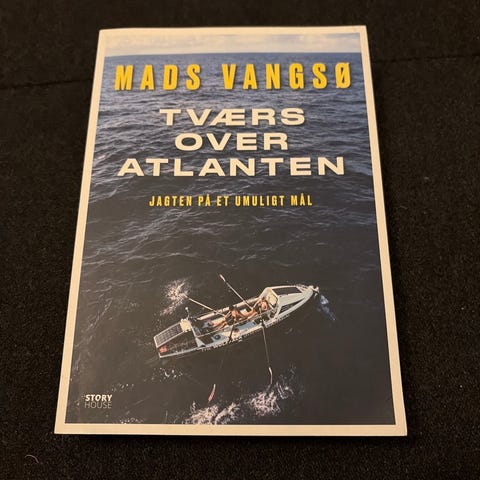 MADS VANGSØ
TVÆRS
OVER
ATLANTEN
JAGTEN PÅ ET UMULIGT MÅL
STORY
HOUSE